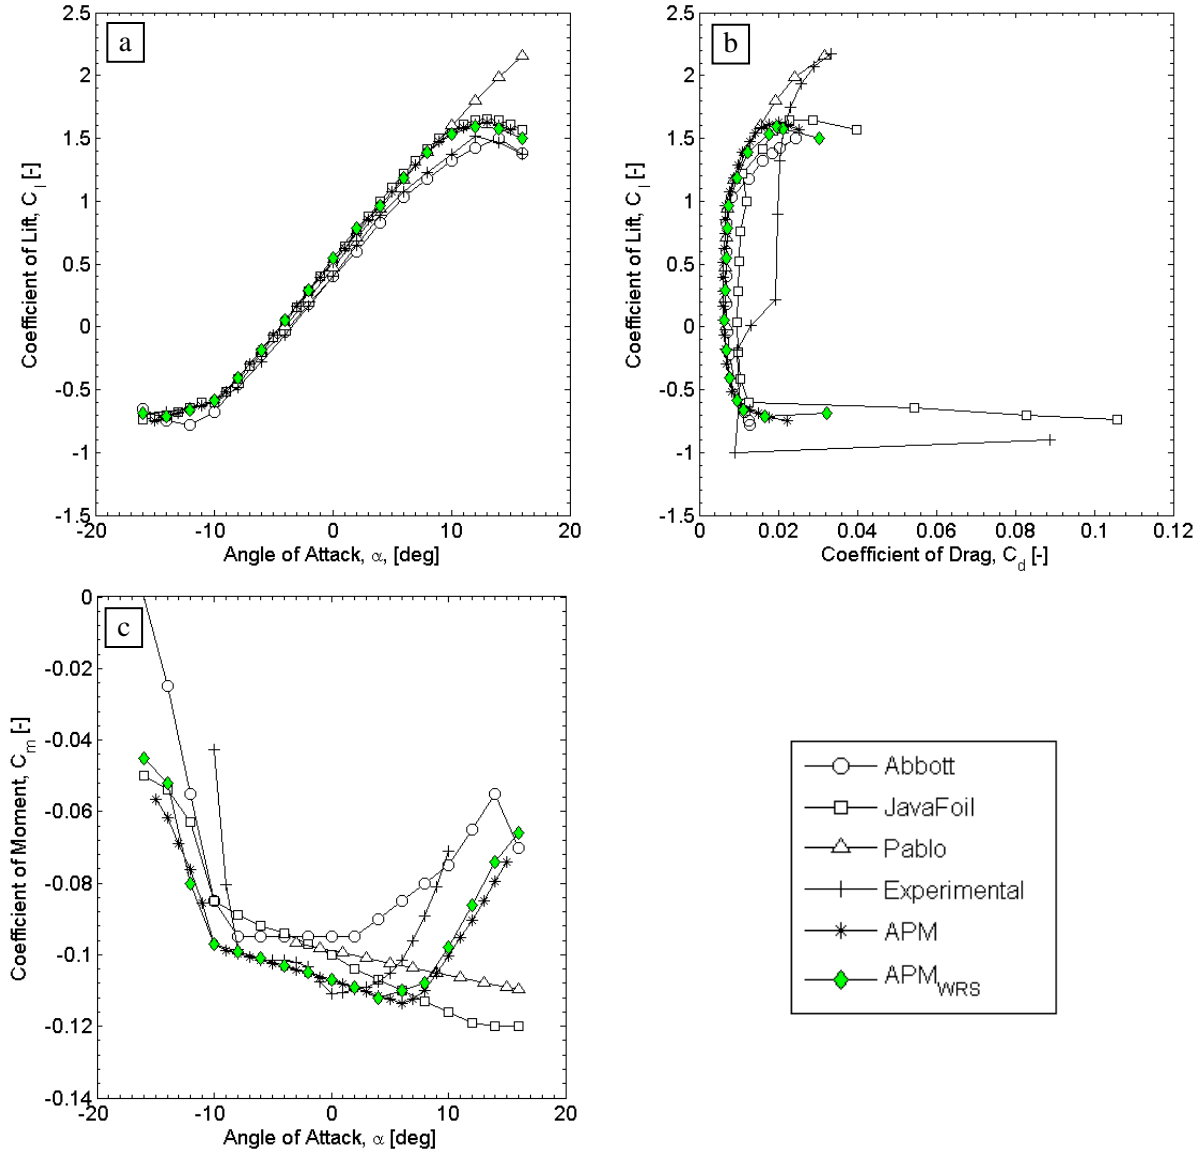 a
2.5
2
1.5
1
0.5
0
-0.5
-1
-1.5
-20
-10
0
10
20
Coefficient of Lift, C_l [-]
Angle of Attack, α, [deg]
b
2.5
2
1.5
1
0.5
0
-0.5
-1
-1.5
0
0.02
0.04
0.06
0.08
0.1
0.12
Coefficient of Lift, C_l [-]
Coefficient of Drag, C_d [-]
c
0
-0.02
-0.04
-0.06
-0.08
-0.1
-0.12
-0.14
-20
-10
0
10
20
Coefficient of Moment, C_m [-]
Angle of Attack, α [deg]
Abbott
JavaFoil
Pablo
Experimental
APM
APM_WRS